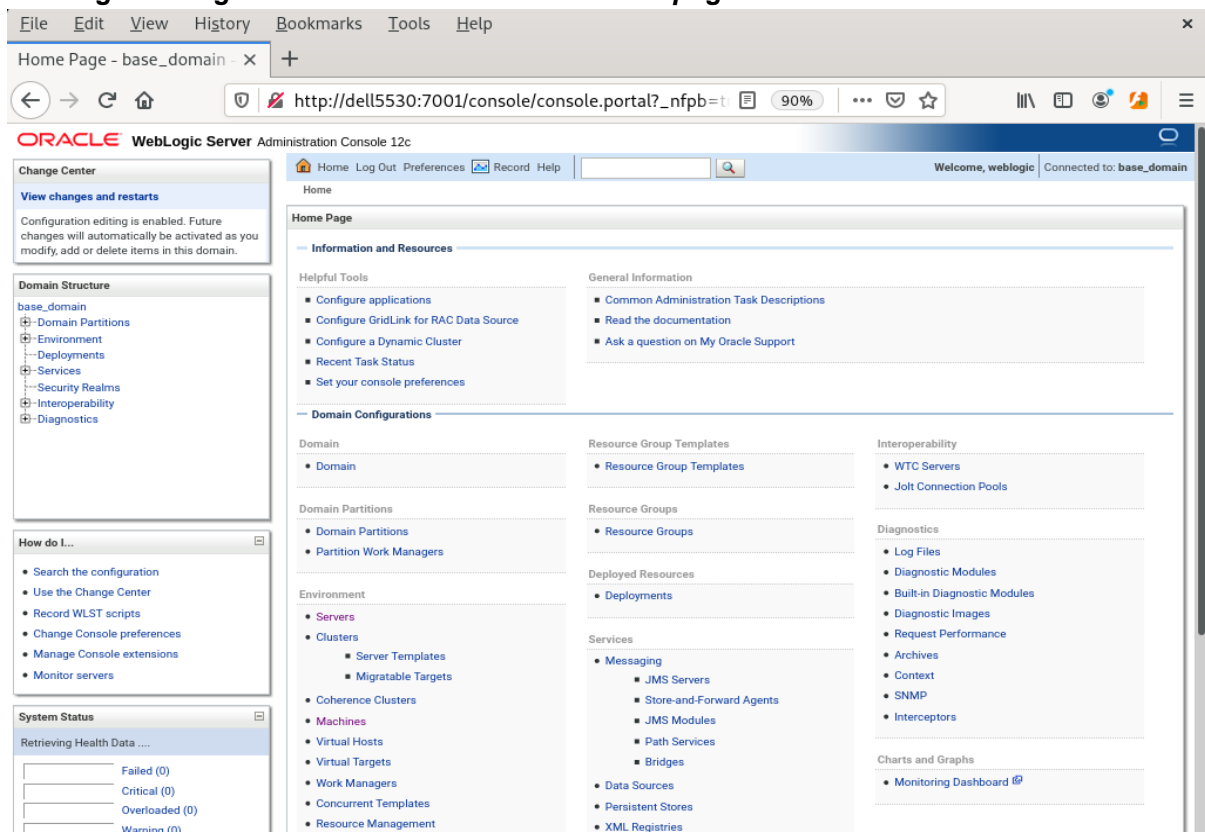 File Edit View History Bookmarks Tools Help
Home Page - base_domain -
http://dell5530:7001/console/console.portal?_nfpb=t 90%
ORACLE WebLogic Server Administration Console 12c
Change Center
View changes and restarts
Configuration editing is enabled. Future
changes will automatically be activated as you
modify, add or delete items in this domain.
Domain Structure
base_domain
Domain Partitions
Environment
Deployments
Services
Security Realms
Interoperability
Diagnostics
How do I...
Search the configuration
Use the Change Center
Record WLST scripts
Change Console preferences
Manage Console extensions
Monitor servers
System Status
Retrieving Health Data ....
Failed (0)
Critical (0)
Overloaded (0)
Warning (0)
Home Log Out Preferences Record Help
Welcome, weblogic Connected to: base_domain
Home
Home Page
Information and Resources
Helpful Tools
Configure applications
Configure GridLink for RAC Data Source
Configure a Dynamic Cluster
Recent Task Status
Set your console preferences
General Information
Common Administration Task Descriptions
Read the documentation
Ask a question on My Oracle Support
Domain Configurations
Domain
Domain
Domain Partitions
Domain Partitions
Partition Work Managers
Environment
Servers
Clusters
Server Templates
Migratable Targets
Coherence Clusters
Machines
Virtual Hosts
Virtual Targets
Work Managers
Concurrent Templates
Resource Management
Resource Group Templates
Resource Group Templates
Resource Groups
Resource Groups
Deployed Resources
Deployments
Services
Messaging
JMS Servers
Store-and-Forward Agents
JMS Modules
Path Services
Bridges
Data Sources
Persistent Stores
XML Registries
Interoperability
WTC Servers
Jolt Connection Pools
Diagnostics
Log Files
Diagnostic Modules
Built-in Diagnostic Modules
Diagnostic Images
Request Performance
Archives
Context
SNMP
Interceptors
Charts and Graphs
Monitoring Dashboard